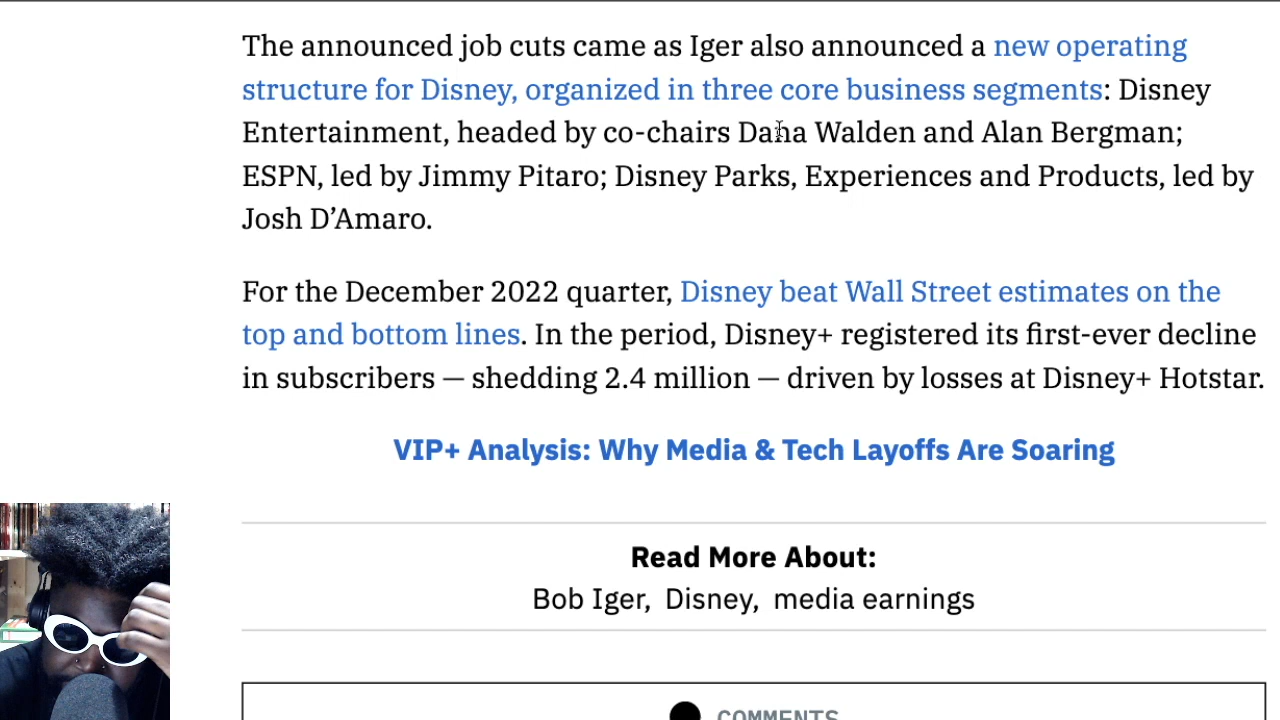 The announced job cuts came as Iger also announced a new operating
structure for Disney, organized in three core business segments: Disney
Entertainment, headed by co-chairs Dana Walden and Alan Bergman;
ESPN, led by Jimmy Pitaro; Disney Parks, Experiences and Products, led by
Josh D’Amaro.
For the December 2022 quarter, Disney beat Wall Street estimates on the
top and bottom lines. In the period, Disney+ registered its first-ever decline
in subscribers — shedding 2.4 million — driven by losses at Disney+ Hotstar.
VIP+ Analysis: Why Media & Tech Layoffs Are Soaring
Read More About:
Bob Iger, Disney, media earnings
COMMENTS